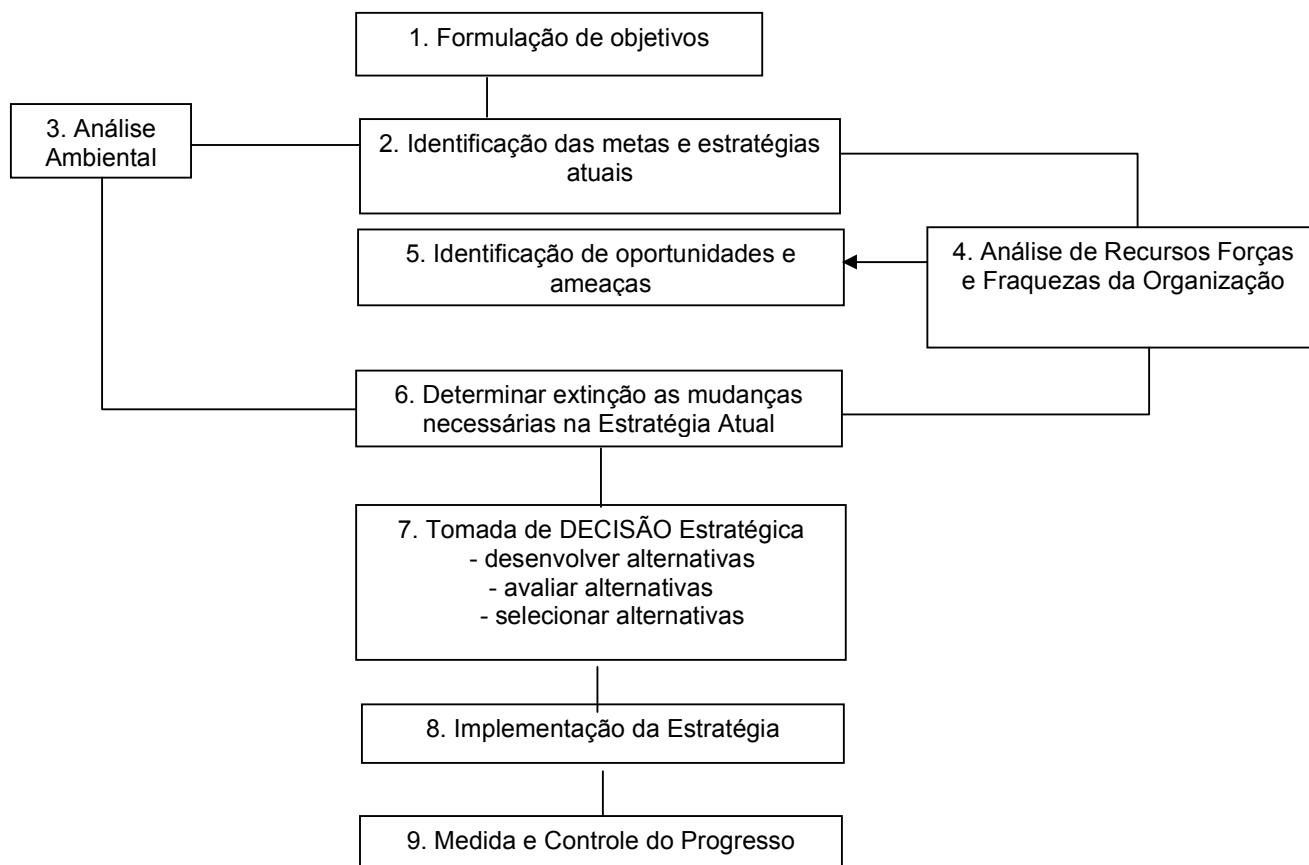 1. Formulação de objetivos
3. Análise
Ambiental
2. Identificação das metas e estratégias
atuais
5. Identificação de oportunidades e
ameaças
4. Análise de Recursos Forças
e Fraquezas da Organização
6. Determinar extinção as mudanças
necessárias na Estratégia Atual
7. Tomada de DECISÃO Estratégica
- desenvolver alternativas
- avaliar alternativas
- selecionar alternativas
8. Implementação da Estratégia
9. Medida e Controle do Progresso